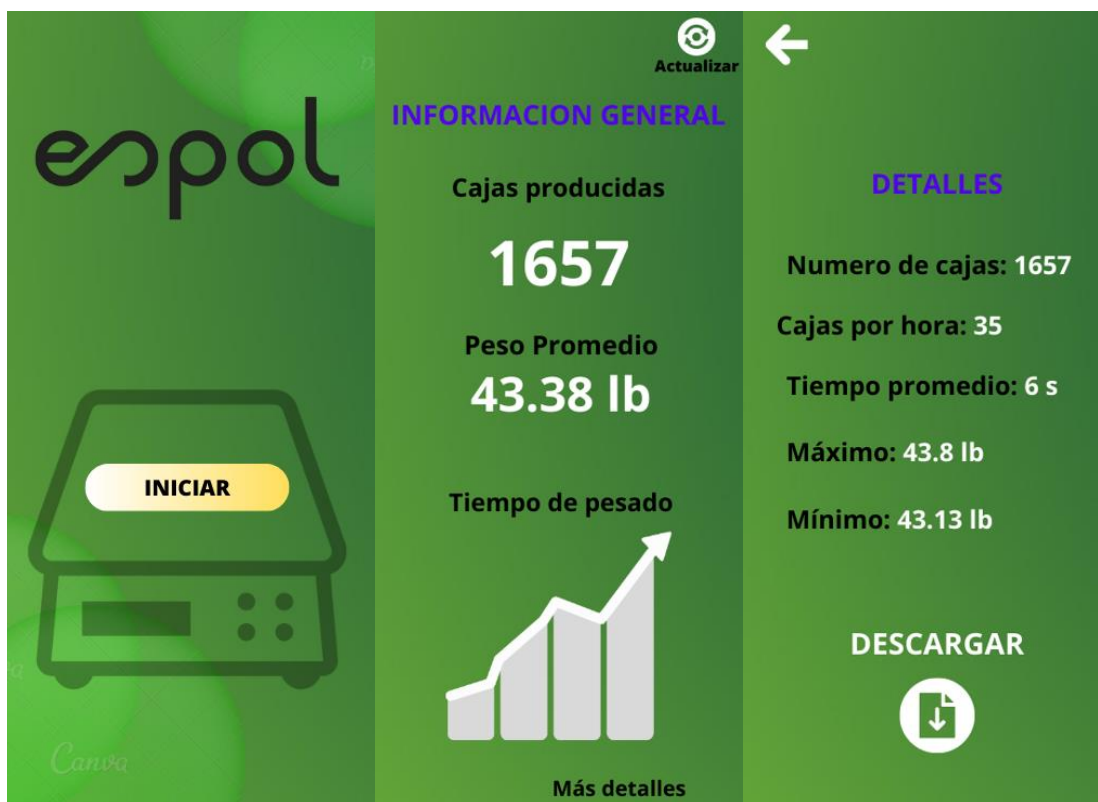 espol
INICIAR
Canva
Actualizar
INFORMACION GENERAL
Cajas producidas
1657
Peso Promedio
43.38 lb
Tiempo de pesado
Más detalles
DETALLES
Numero de cajas: 1657
Cajas por hora: 35
Tiempo promedio: 6 s
Máximo: 43.8 lb
Mínimo: 43.13 lb
DESCARGAR